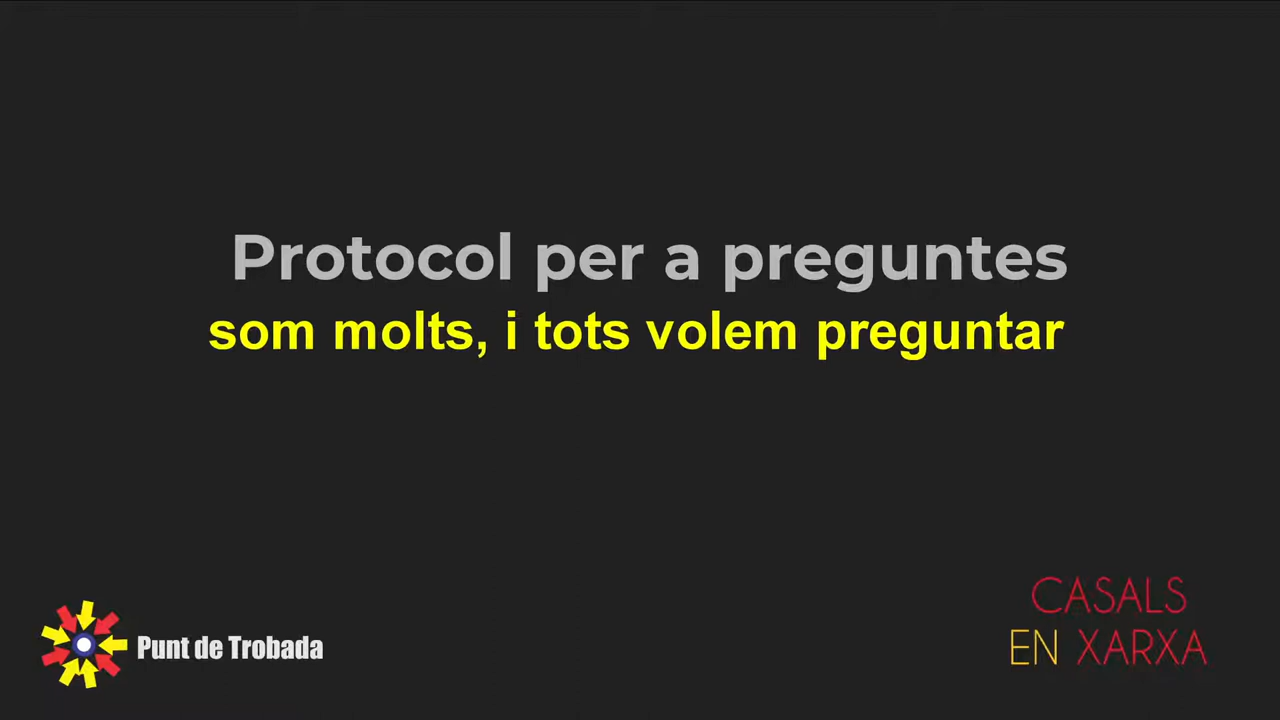 Protocol per a preguntes
som molts, i tots volem preguntar
Punt de Trobada
CASALS
EN XARXA